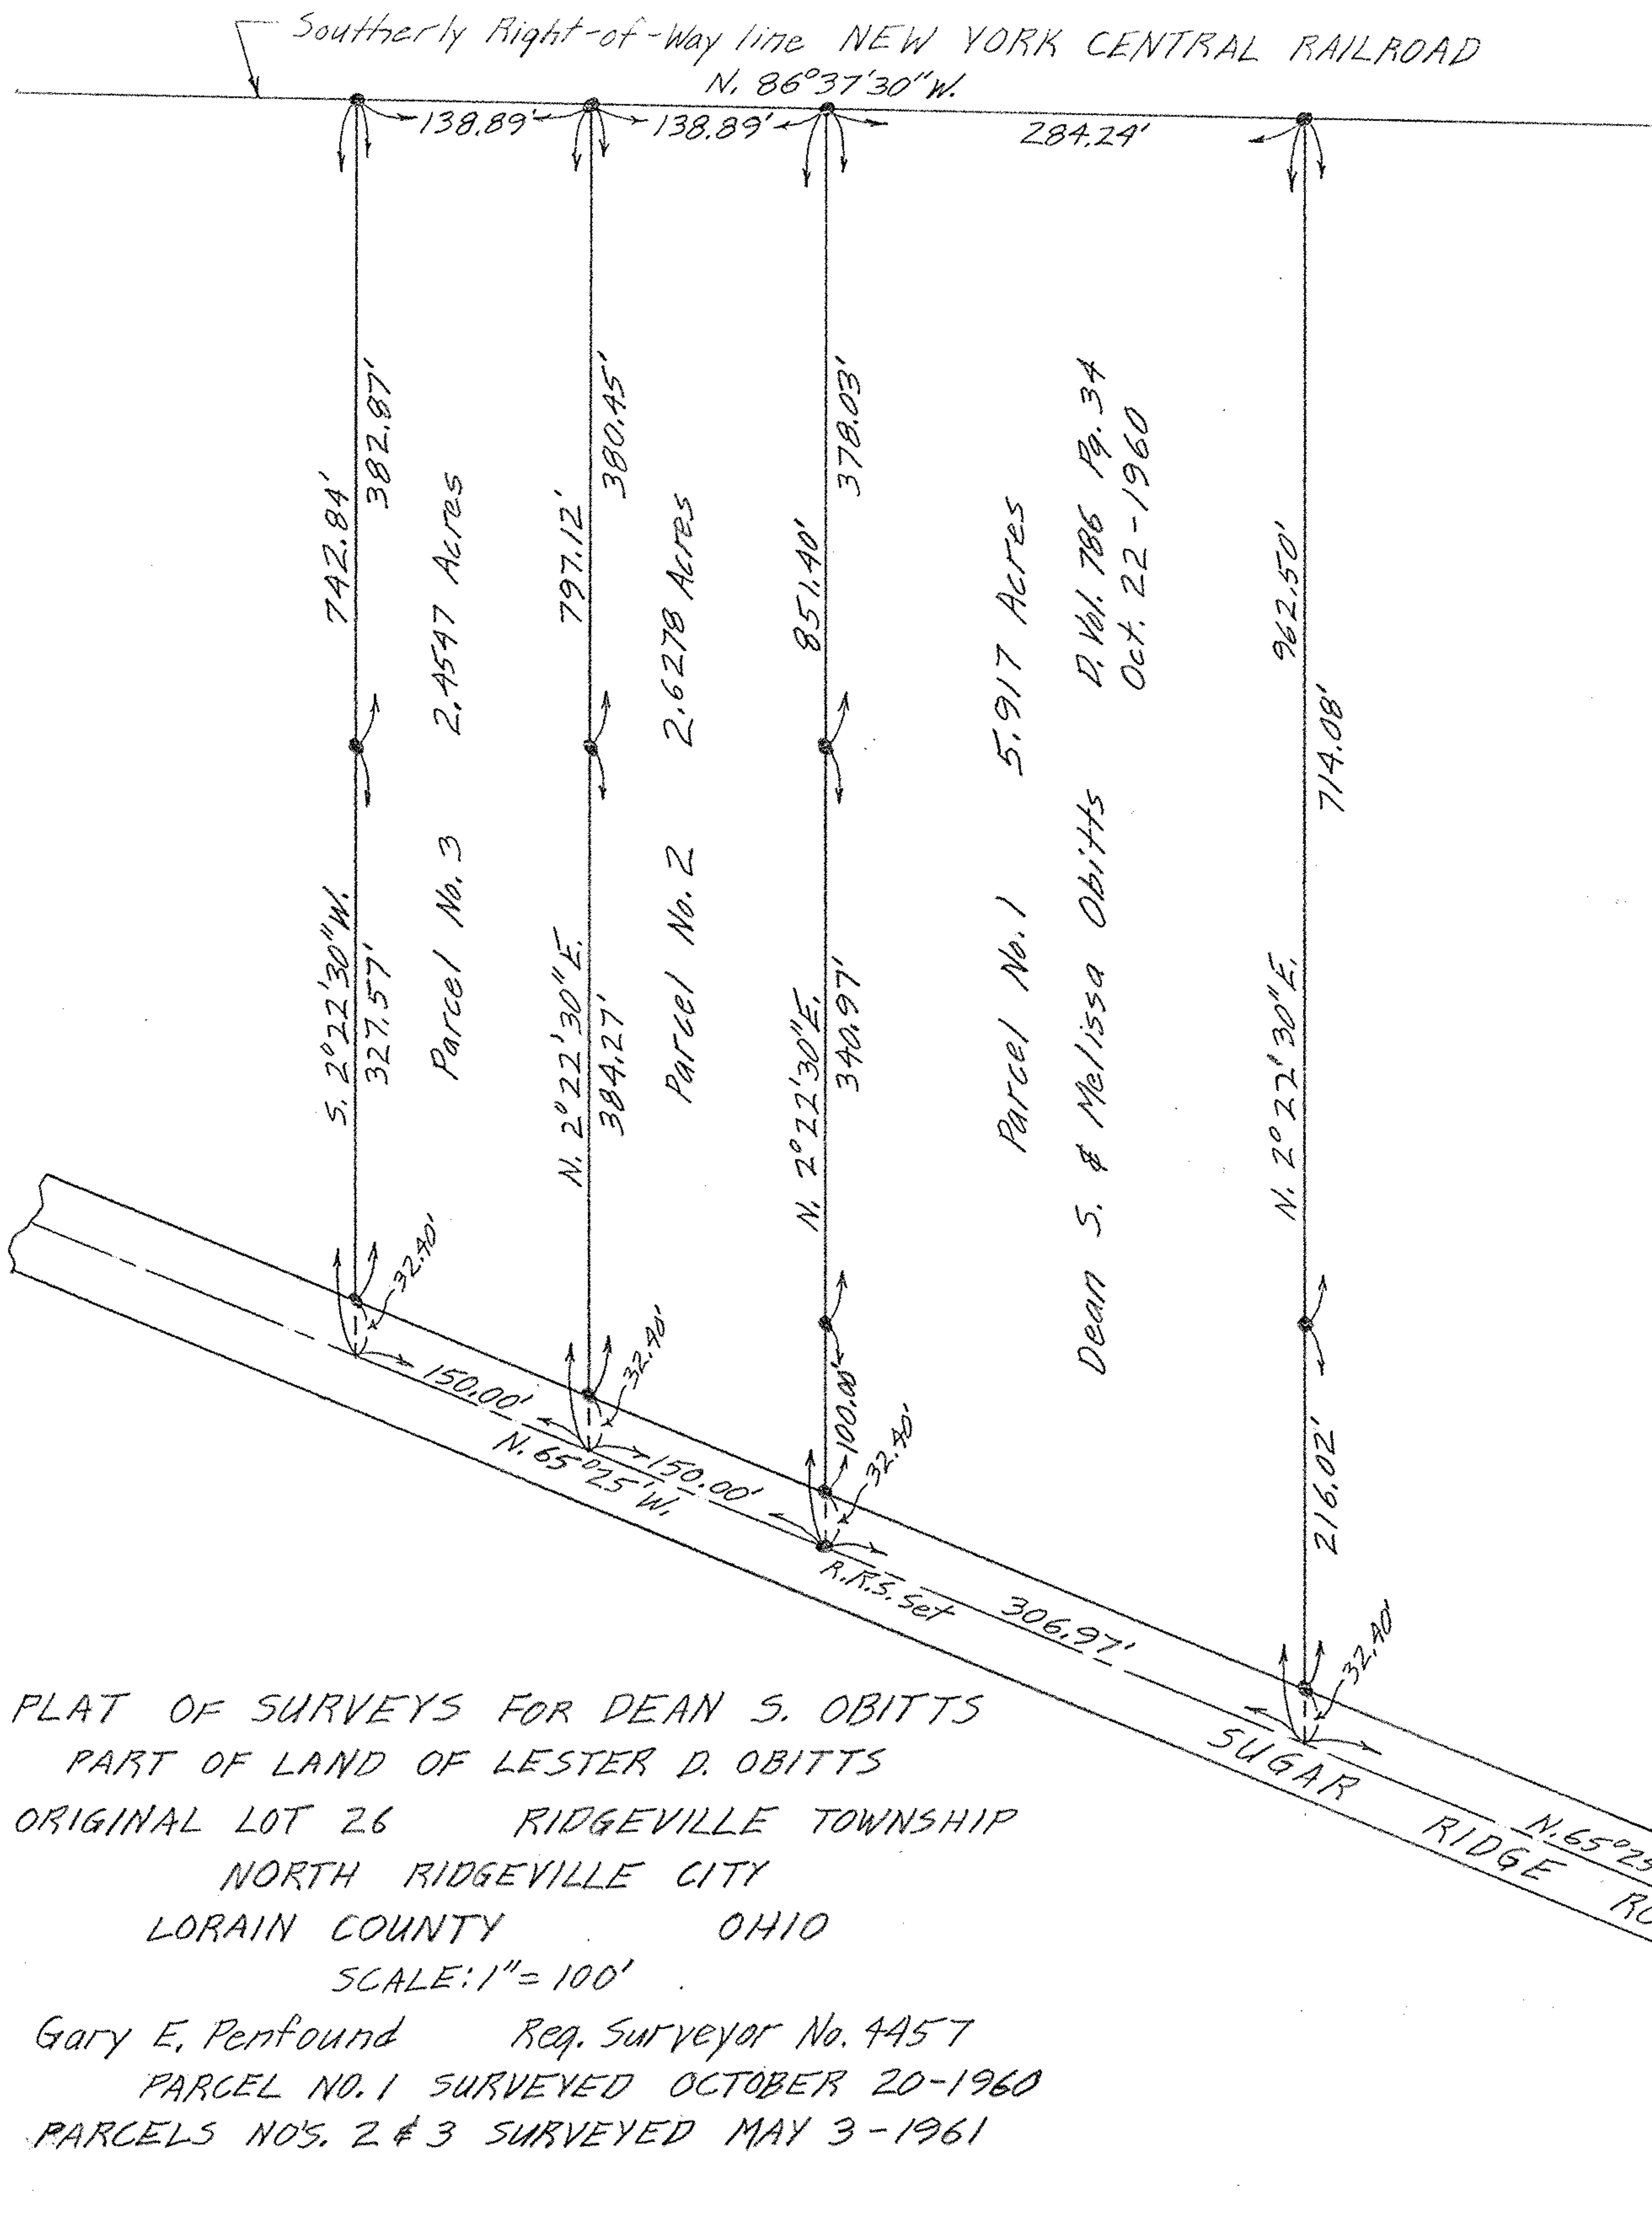 Southerly Right-of-Way line NEW YORK CENTRAL RAILROAD
N. 86°37'30"W.
138.89'
138.89'
284.24'
742.84'
382.87'
S. 2°22'30"W.
327.57'
Parcel No. 3 2.4547 Acres
797.12'
380.45'
N. 2°22'30"E.
384.27'
Parcel No. 2 2.6278 Acres
851.40'
378.03'
N. 2°22'30"E.
340.97'
100.00'
Parcel No. 1 5.917 Acres
Dean S. & Melissa Obitts D. Vol. 786 Pg. 34
Oct. 22-1960
962.50'
714.08'
N. 2°22'30"E.
216.02'
32.40'
32.40'
32.40'
32.40'
150.00'
150.00'
N. 65°25'W.
R.R.S. Set
306.97'
SUGAR RIDGE RO
N. 65°25
PLAT OF SURVEYS FOR DEAN S. OBITTS
PART OF LAND OF LESTER D. OBITTS
ORIGINAL LOT 26 RIDGEVILLE TOWNSHIP
NORTH RIDGEVILLE CITY
LORAIN COUNTY OHIO
SCALE: 1" = 100'
Gary E. Penfound Reg. Surveyor No. 4457
PARCEL NO. 1 SURVEYED OCTOBER 20-1960
PARCELS NO'S. 2 & 3 SURVEYED MAY 3-1961